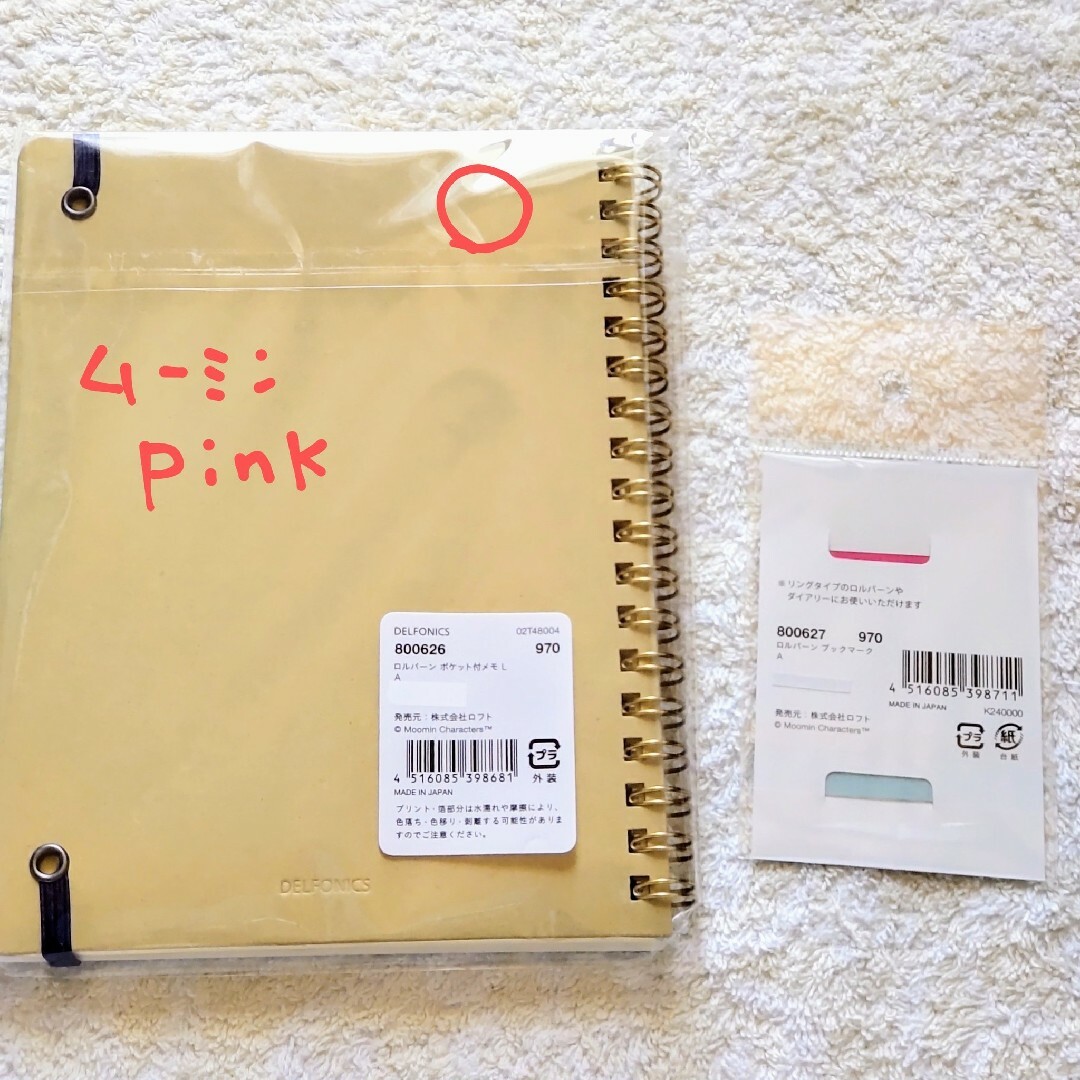 ムーミン
pink
DELFONICS 02T48004
800626 970
ロルバーン ポケット付メモ L
A
発売元：株式会社ロフト
© Moomin Characters™
4 516085 398681
プラ
外装
MADE IN JAPAN
プリント・箔部分は水濡れや摩擦により、
色落ち・色移り・剥離する可能性がありま
すのでご注意ください。
DELFONICS
※リングタイプのロルバーンや
ダイアリーにお使いいただけます
800627 970
ロルバーン ブックマーク
A
4 516085 398711
MADE IN JAPAN K240000
発売元：株式会社ロフト
© Moomin Characters™
プラ 紙
外装 台紙